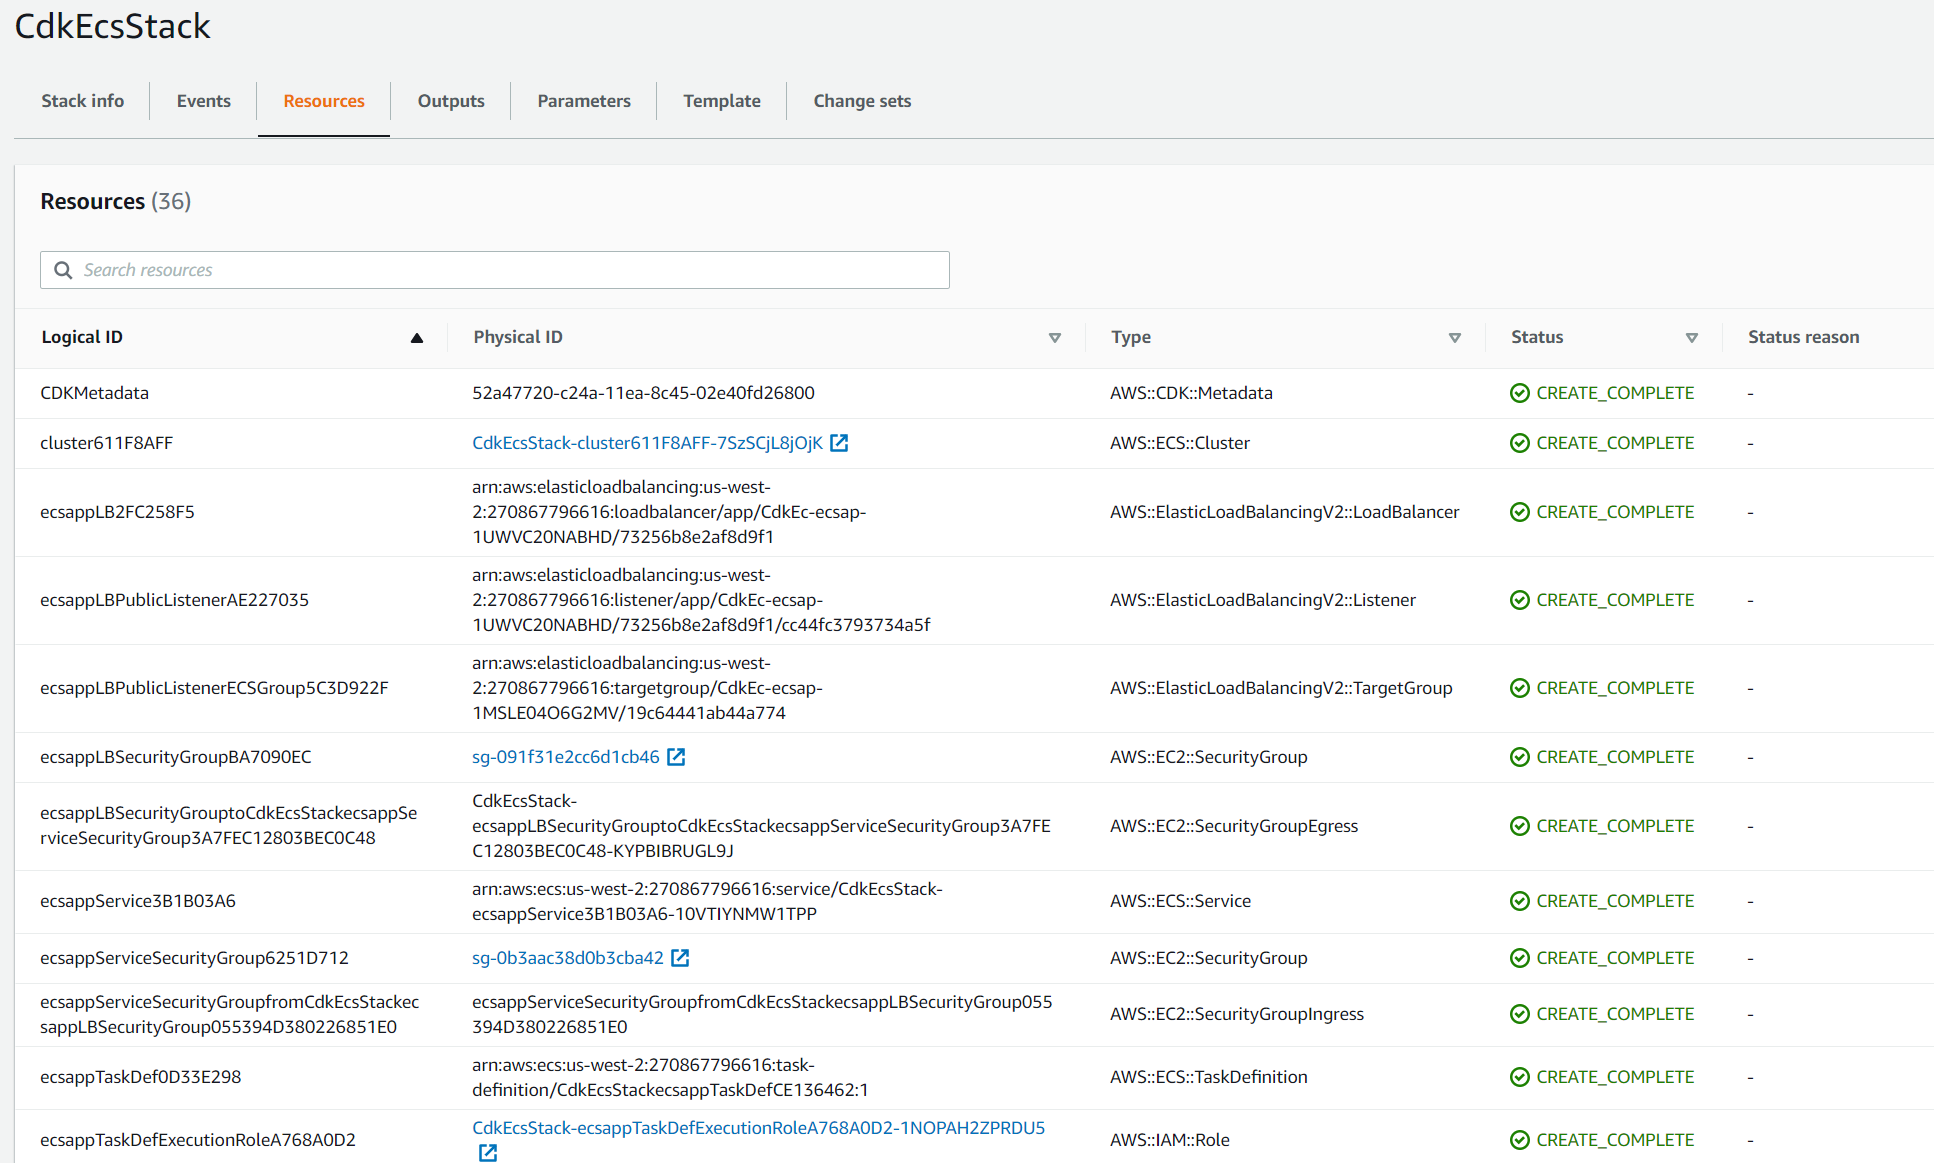 CdkEcsStack
Stack info
Events
Resources
Outputs
Parameters
Template
Change sets
Resources (36)
Search resources
Logical ID
Physical ID
Type
Status
Status reason
CDKMetadata
52a47720-c24a-11ea-8c45-02e40fd26800
AWS::CDK::Metadata
CREATE_COMPLETE
-
cluster611F8AFF
CdkEcsStack-cluster611F8AFF-7SzSCjL8jOjK
AWS::ECS::Cluster
CREATE_COMPLETE
-
ecsappLB2FC258F5
arn:aws:elasticloadbalancing:us-west-
2:270867796616:loadbalancer/app/CdkEc-ecsap-
1UWVC20NABHD/73256b8e2af8d9f1
AWS::ElasticLoadBalancingV2::LoadBalancer
CREATE_COMPLETE
-
ecsappLBPublicListenerAE227035
arn:aws:elasticloadbalancing:us-west-
2:270867796616:listener/app/CdkEc-ecsap-
1UWVC20NABHD/73256b8e2af8d9f1/cc44fc3793734a5f
AWS::ElasticLoadBalancingV2::Listener
CREATE_COMPLETE
-
ecsappLBPublicListenerECSGroup5C3D922F
arn:aws:elasticloadbalancing:us-west-
2:270867796616:targetgroup/CdkEc-ecsap-
1MSLE04O6G2MV/19c64441ab44a774
AWS::ElasticLoadBalancingV2::TargetGroup
CREATE_COMPLETE
-
ecsappLBSecurityGroupBA7090EC
sg-091f31e2cc6d1cb46
AWS::EC2::SecurityGroup
CREATE_COMPLETE
-
ecsappLBSecurityGrouptoCdkEcsStackecsappSe
rviceSecurityGroup3A7FEC12803BEC0C48
CdkEcsStack-
ecsappLBSecurityGrouptoCdkEcsStackecsappServiceSecurityGroup3A7FE
C12803BEC0C48-KYPBIBRUGL9J
AWS::EC2::SecurityGroupEgress
CREATE_COMPLETE
-
ecsappService3B1B03A6
arn:aws:ecs:us-west-2:270867796616:service/CdkEcsStack-
ecsappService3B1B03A6-10VTIYNMW1TPP
AWS::ECS::Service
CREATE_COMPLETE
-
ecsappServiceSecurityGroup6251D712
sg-0b3aac38d0b3cba42
AWS::EC2::SecurityGroup
CREATE_COMPLETE
-
ecsappServiceSecurityGroupfromCdkEcsStackec
sappLBSecurityGroup055394D380226851E0
ecsappServiceSecurityGroupfromCdkEcsStackecsappLBSecurityGroup055
394D380226851E0
AWS::EC2::SecurityGroupIngress
CREATE_COMPLETE
-
ecsappTaskDef0D33E298
arn:aws:ecs:us-west-2:270867796616:task-
definition/CdkEcsStackecsappTaskDefCE136462:1
AWS::ECS::TaskDefinition
CREATE_COMPLETE
-
ecsappTaskDefExecutionRoleA768A0D2
CdkEcsStack-ecsappTaskDefExecutionRoleA768A0D2-1NOPAH2ZPRDU5
AWS::IAM::Role
CREATE_COMPLETE
-